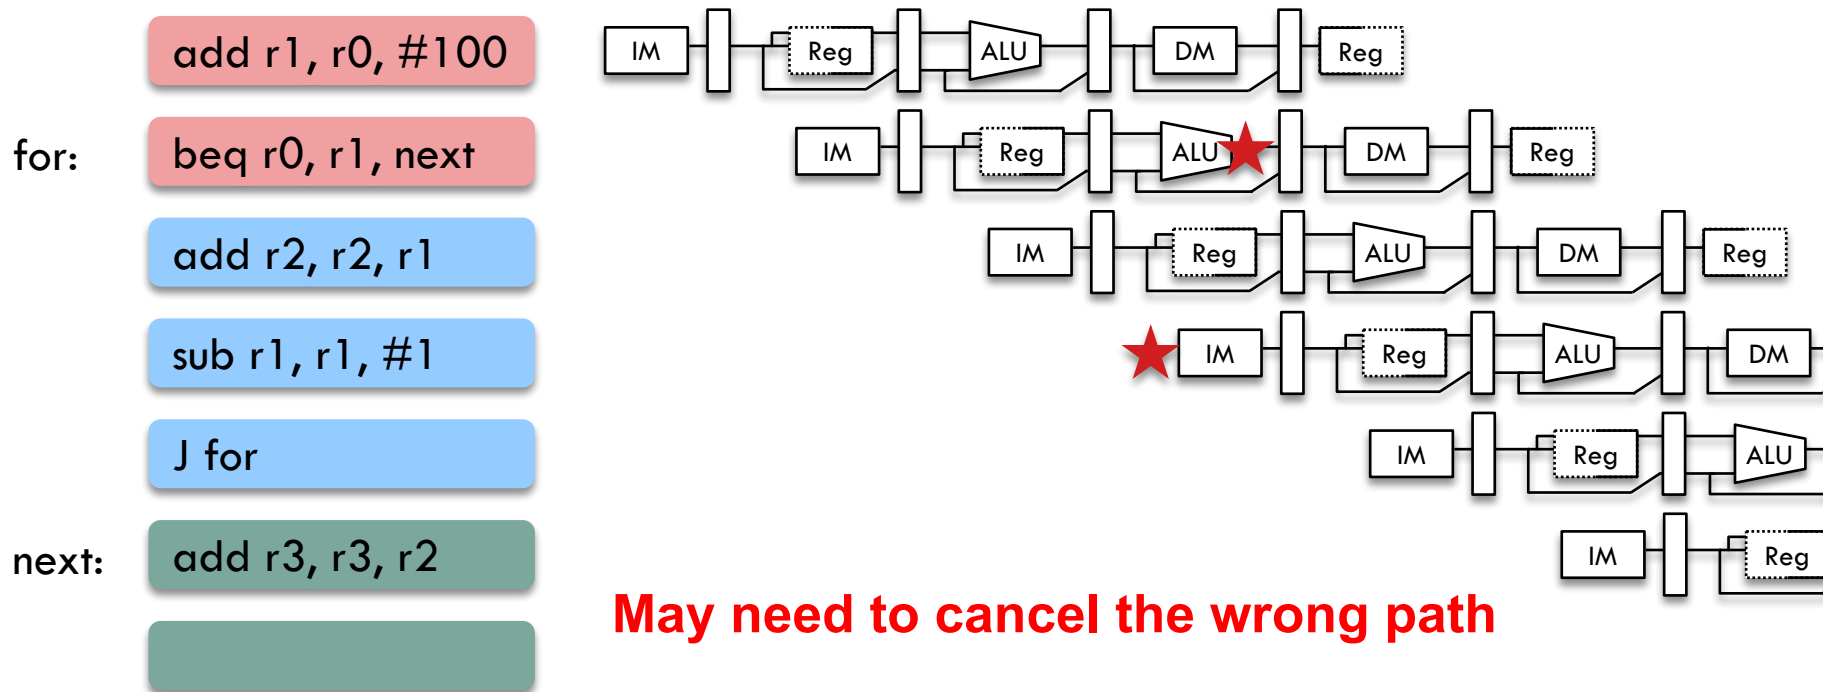 add r1, r0, #100
IM Reg ALU DM Reg
for: beq r0, r1, next
IM Reg ALU DM Reg
add r2, r2, r1
IM Reg ALU DM Reg
sub r1, r1, #1
IM Reg ALU DM
J for
IM Reg ALU
next: add r3, r3, r2
IM Reg
May need to cancel the wrong path